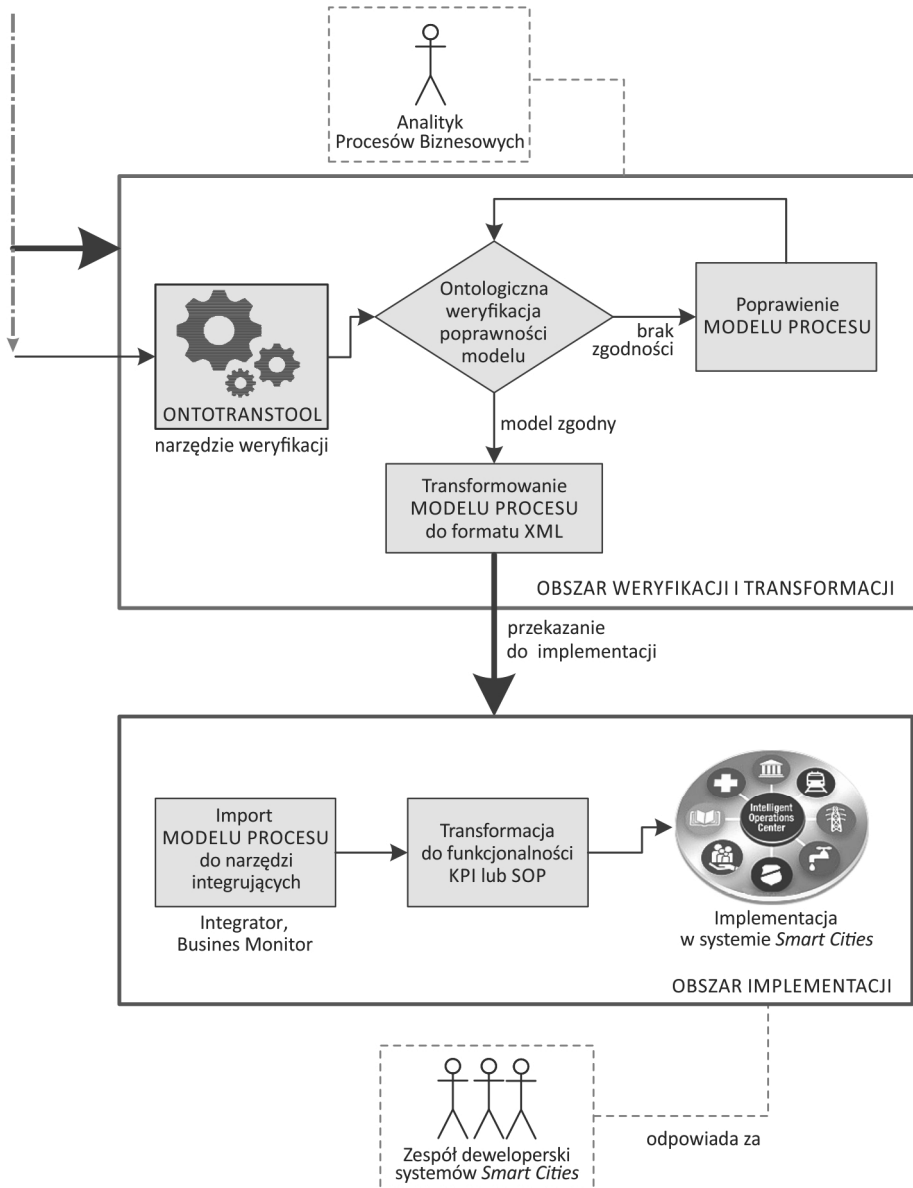 Analityk
Procesów Biznesowych
Ontologiczna
weryfikacja
poprawności
modelu
brak
zgodności
Poprawienie
MODELU PROCESU
ONTOTRANSTOOL
narzędzie weryfikacji
model zgodny
Transformowanie
MODELU PROCESU
do formatu XML
OBSZAR WERYFIKACJI I TRANSFORMACJI
przekazanie
do implementacji
Import
MODELU PROCESU
do narzędzi
integrujących
Integrator,
Busines Monitor
Transformacja
do funkcjonalności
KPI lub SOP
Intelligent
Operations
Center
Implementacja
w systemie Smart Cities
OBSZAR IMPLEMENTACJI
odpowiada za
Zespół deweloperski
systemów Smart Cities